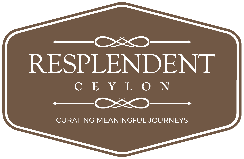 RESPLENDENT
CEYLON
CURATING MEANINGFUL JOURNEYS